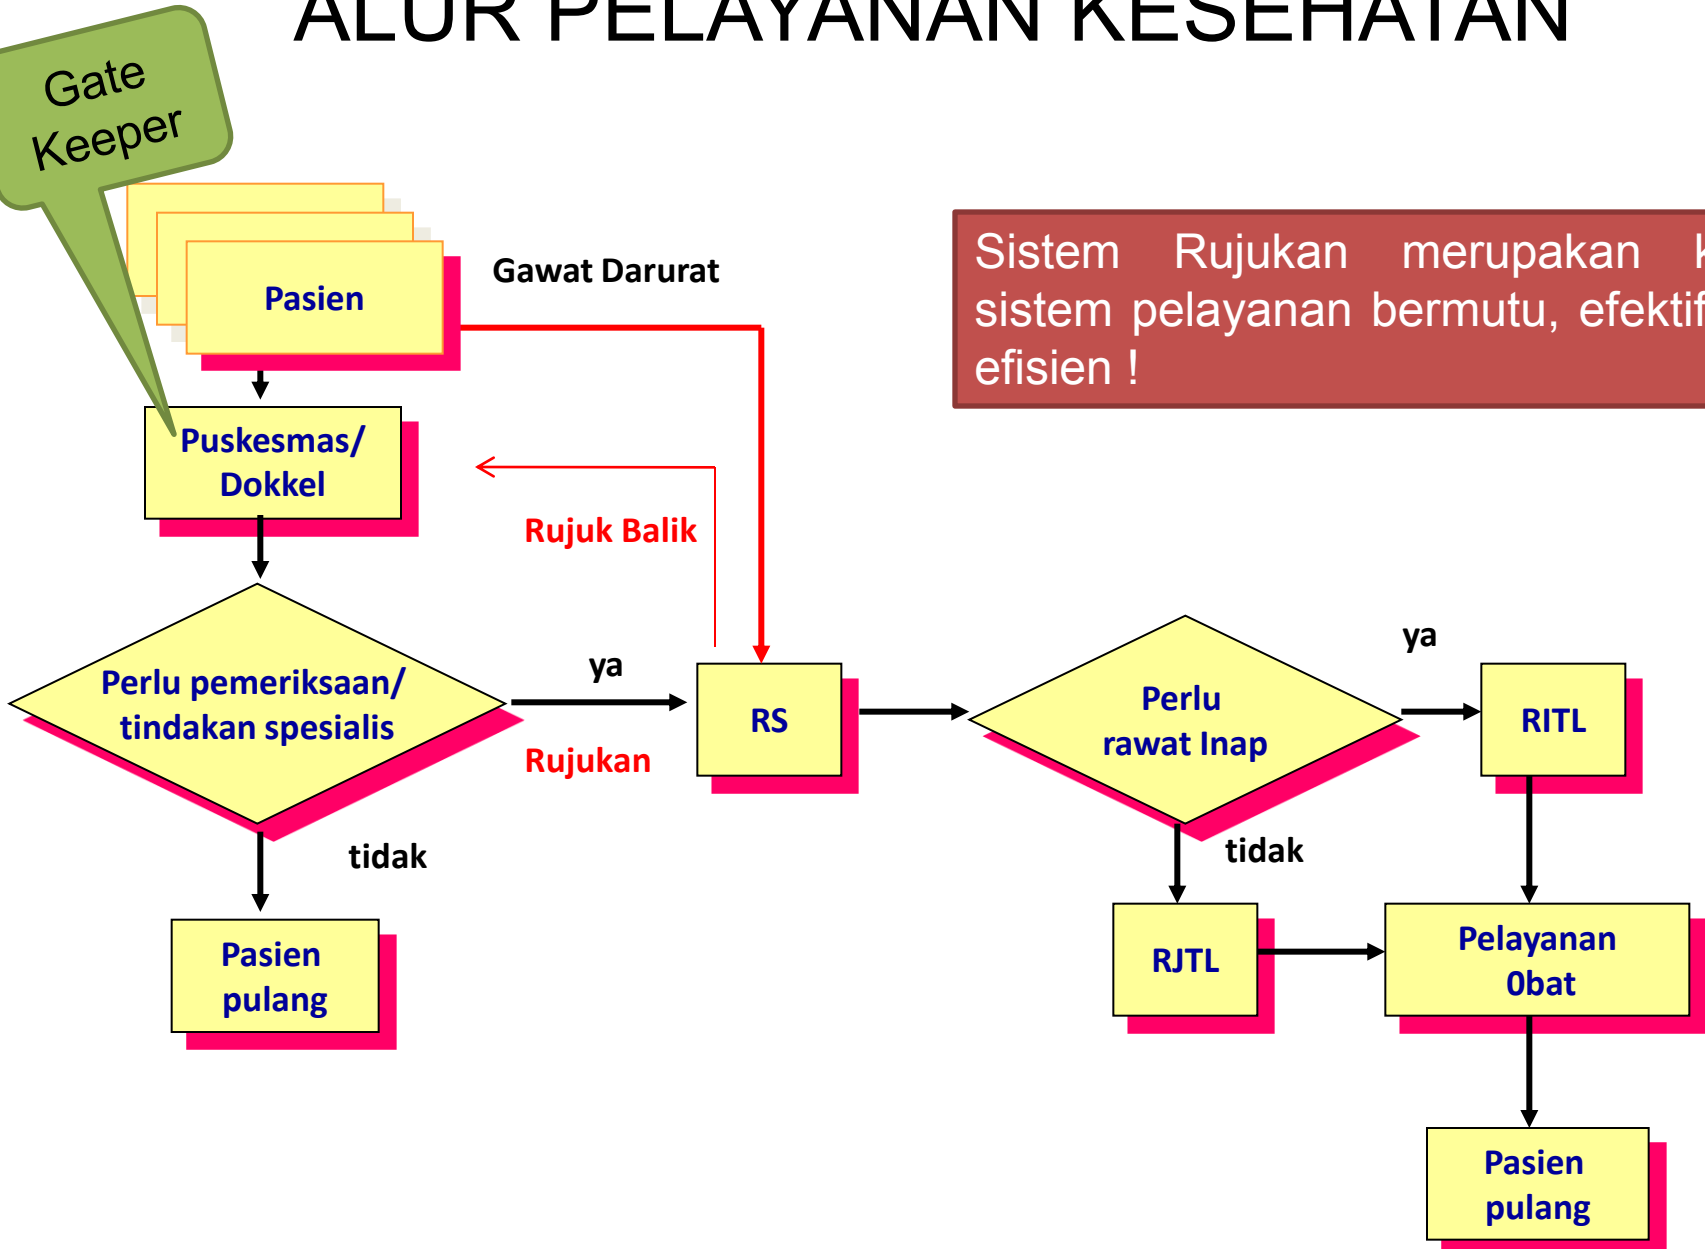 ALUR PELAYANAN KESEHATAN
Gate
Keeper
Pasien
Gawat Darurat
Sistem Rujukan merupakan
sistem pelayanan bermutu, efektif
efisien !
Puskesmas/
Dokkel
Rujuk Balik
Perlu pemeriksaan/
tindakan spesialis
ya
Rujukan
RS
Perlu
rawat Inap
ya
RITL
tidak
tidak
Pasien
pulang
RJTL
Pelayanan
0bat
Pasien
pulang